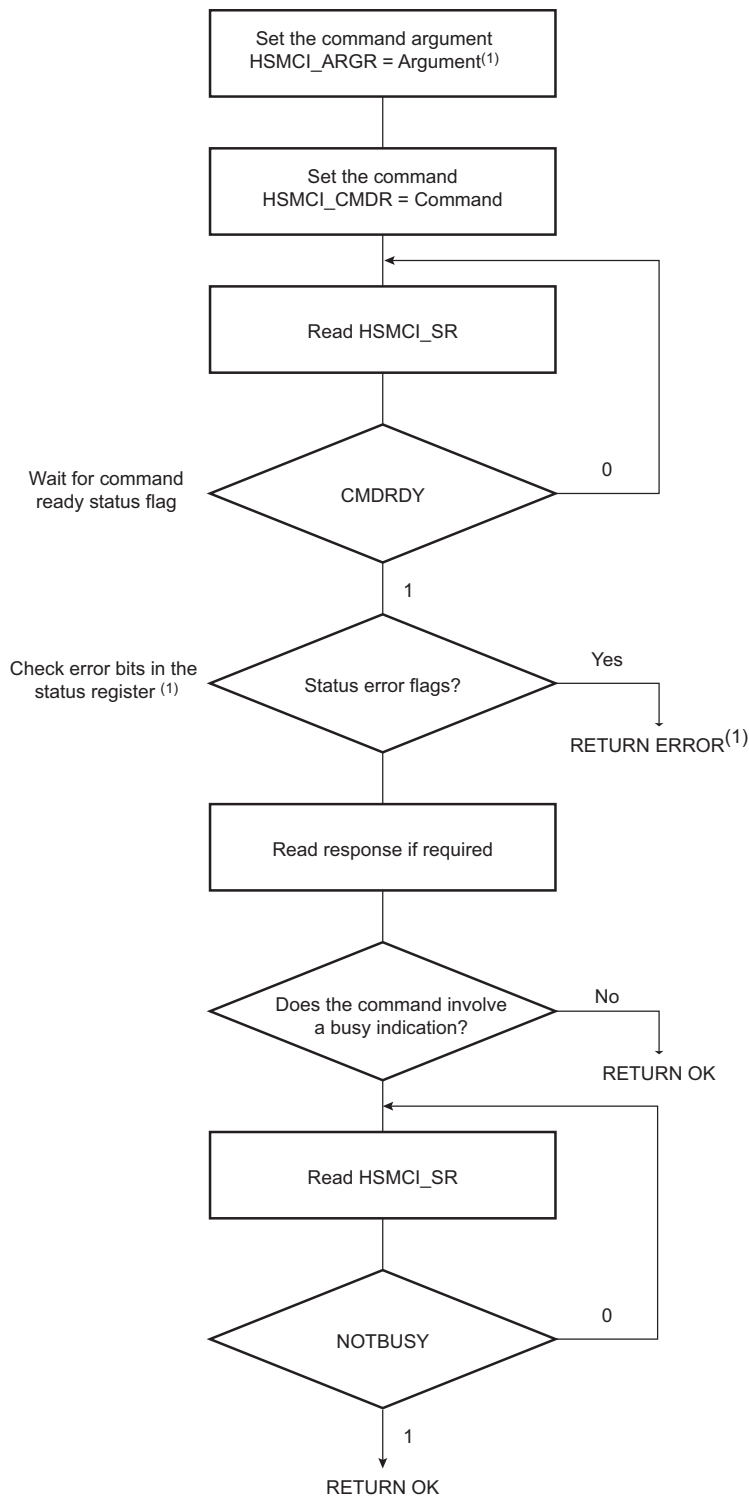 Set the command argument
HSMCI_ARGR = Argument(1)
Set the command
HSMCI_CMDR = Command
Read HSMCI_SR
Wait for command
ready status flag
CMDRDY
0
1
Check error bits in the
status register (1)
Status error flags?
Yes
RETURN ERROR(1)
Read response if required
Does the command involve
a busy indication?
No
RETURN OK
Read HSMCI_SR
NOTBUSY
0
1
RETURN OK